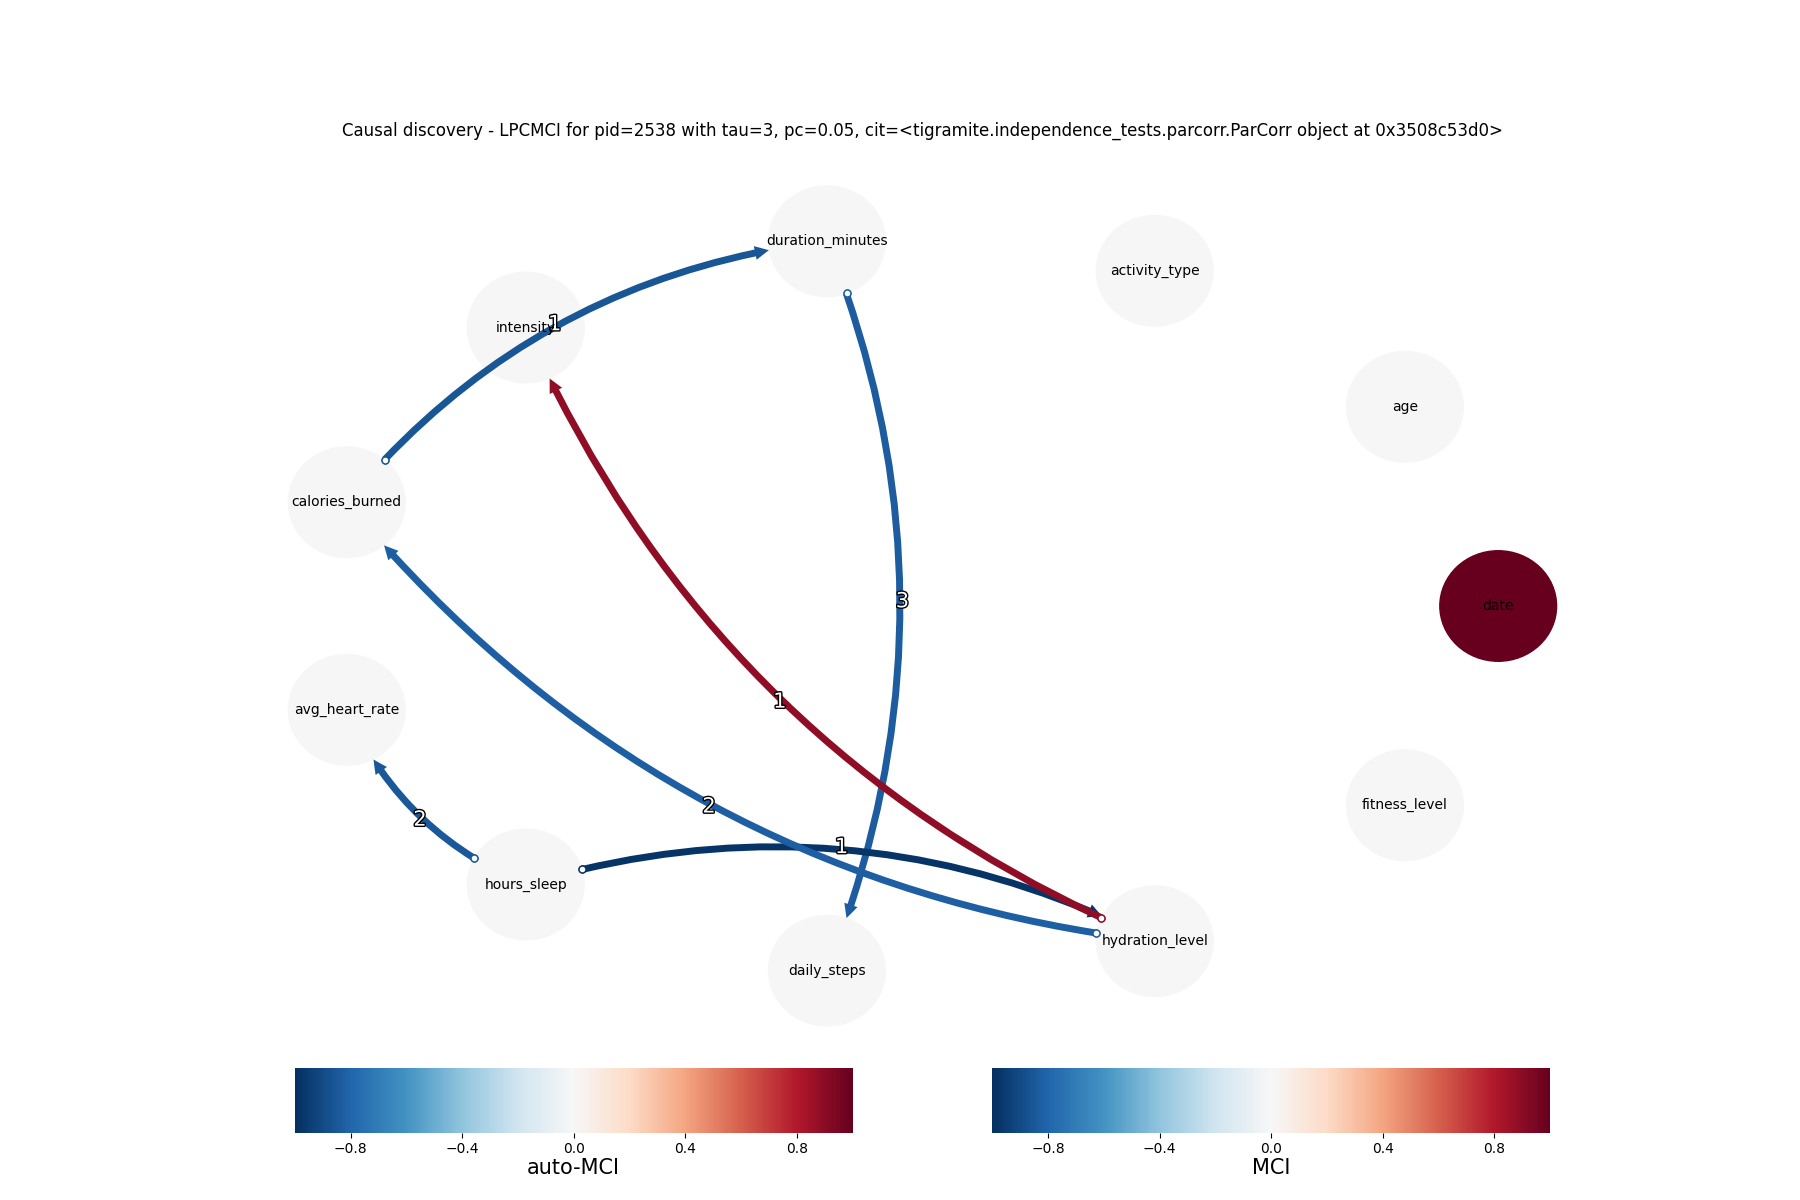 Causal discovery - LPCMCI for pid=2538 with tau=3, pc=0.05, cit=<tigramite.independence_tests.parcorr.ParCorr object at 0x3508c53d0>
duration_minutes
activity_type
intensity
1
age
calories_burned
3
date
1
avg_heart_rate
2
2
fitness_level
1
hours_sleep
hydration_level
daily_steps
−0.8 −0.4 0.0 0.4 0.8
auto-MCI
−0.8 −0.4 0.0 0.4 0.8
MCI